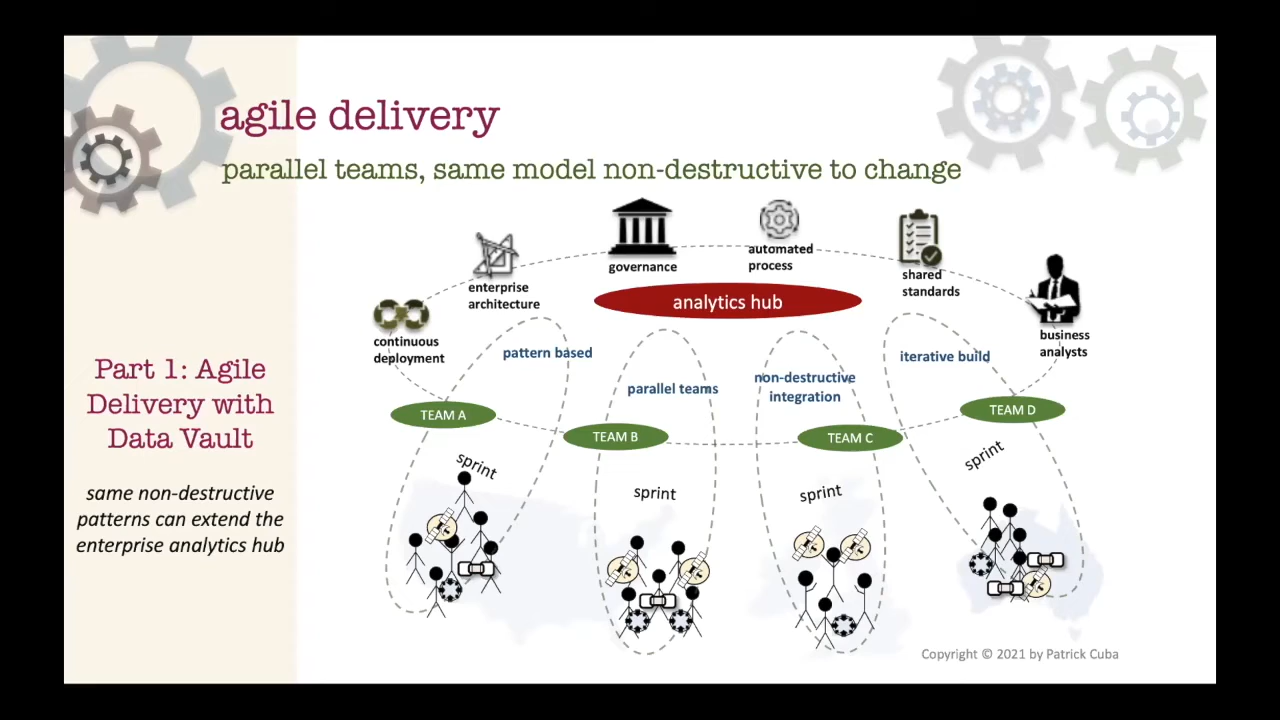 agile delivery
parallel teams, same model non-destructive to change
governance
automated
process
shared
standards
enterprise
architecture
analytics hub
continuous
deployment
business
analysts
pattern based
parallel teams
non-destructive
integration
iterative build
TEAM A
TEAM B
TEAM C
TEAM D
sprint
sprint
sprint
sprint
Part 1: Agile
Delivery with
Data Vault
same non-destructive
patterns can extend the
enterprise analytics hub
Copyright © 2021 by Patrick Cuba